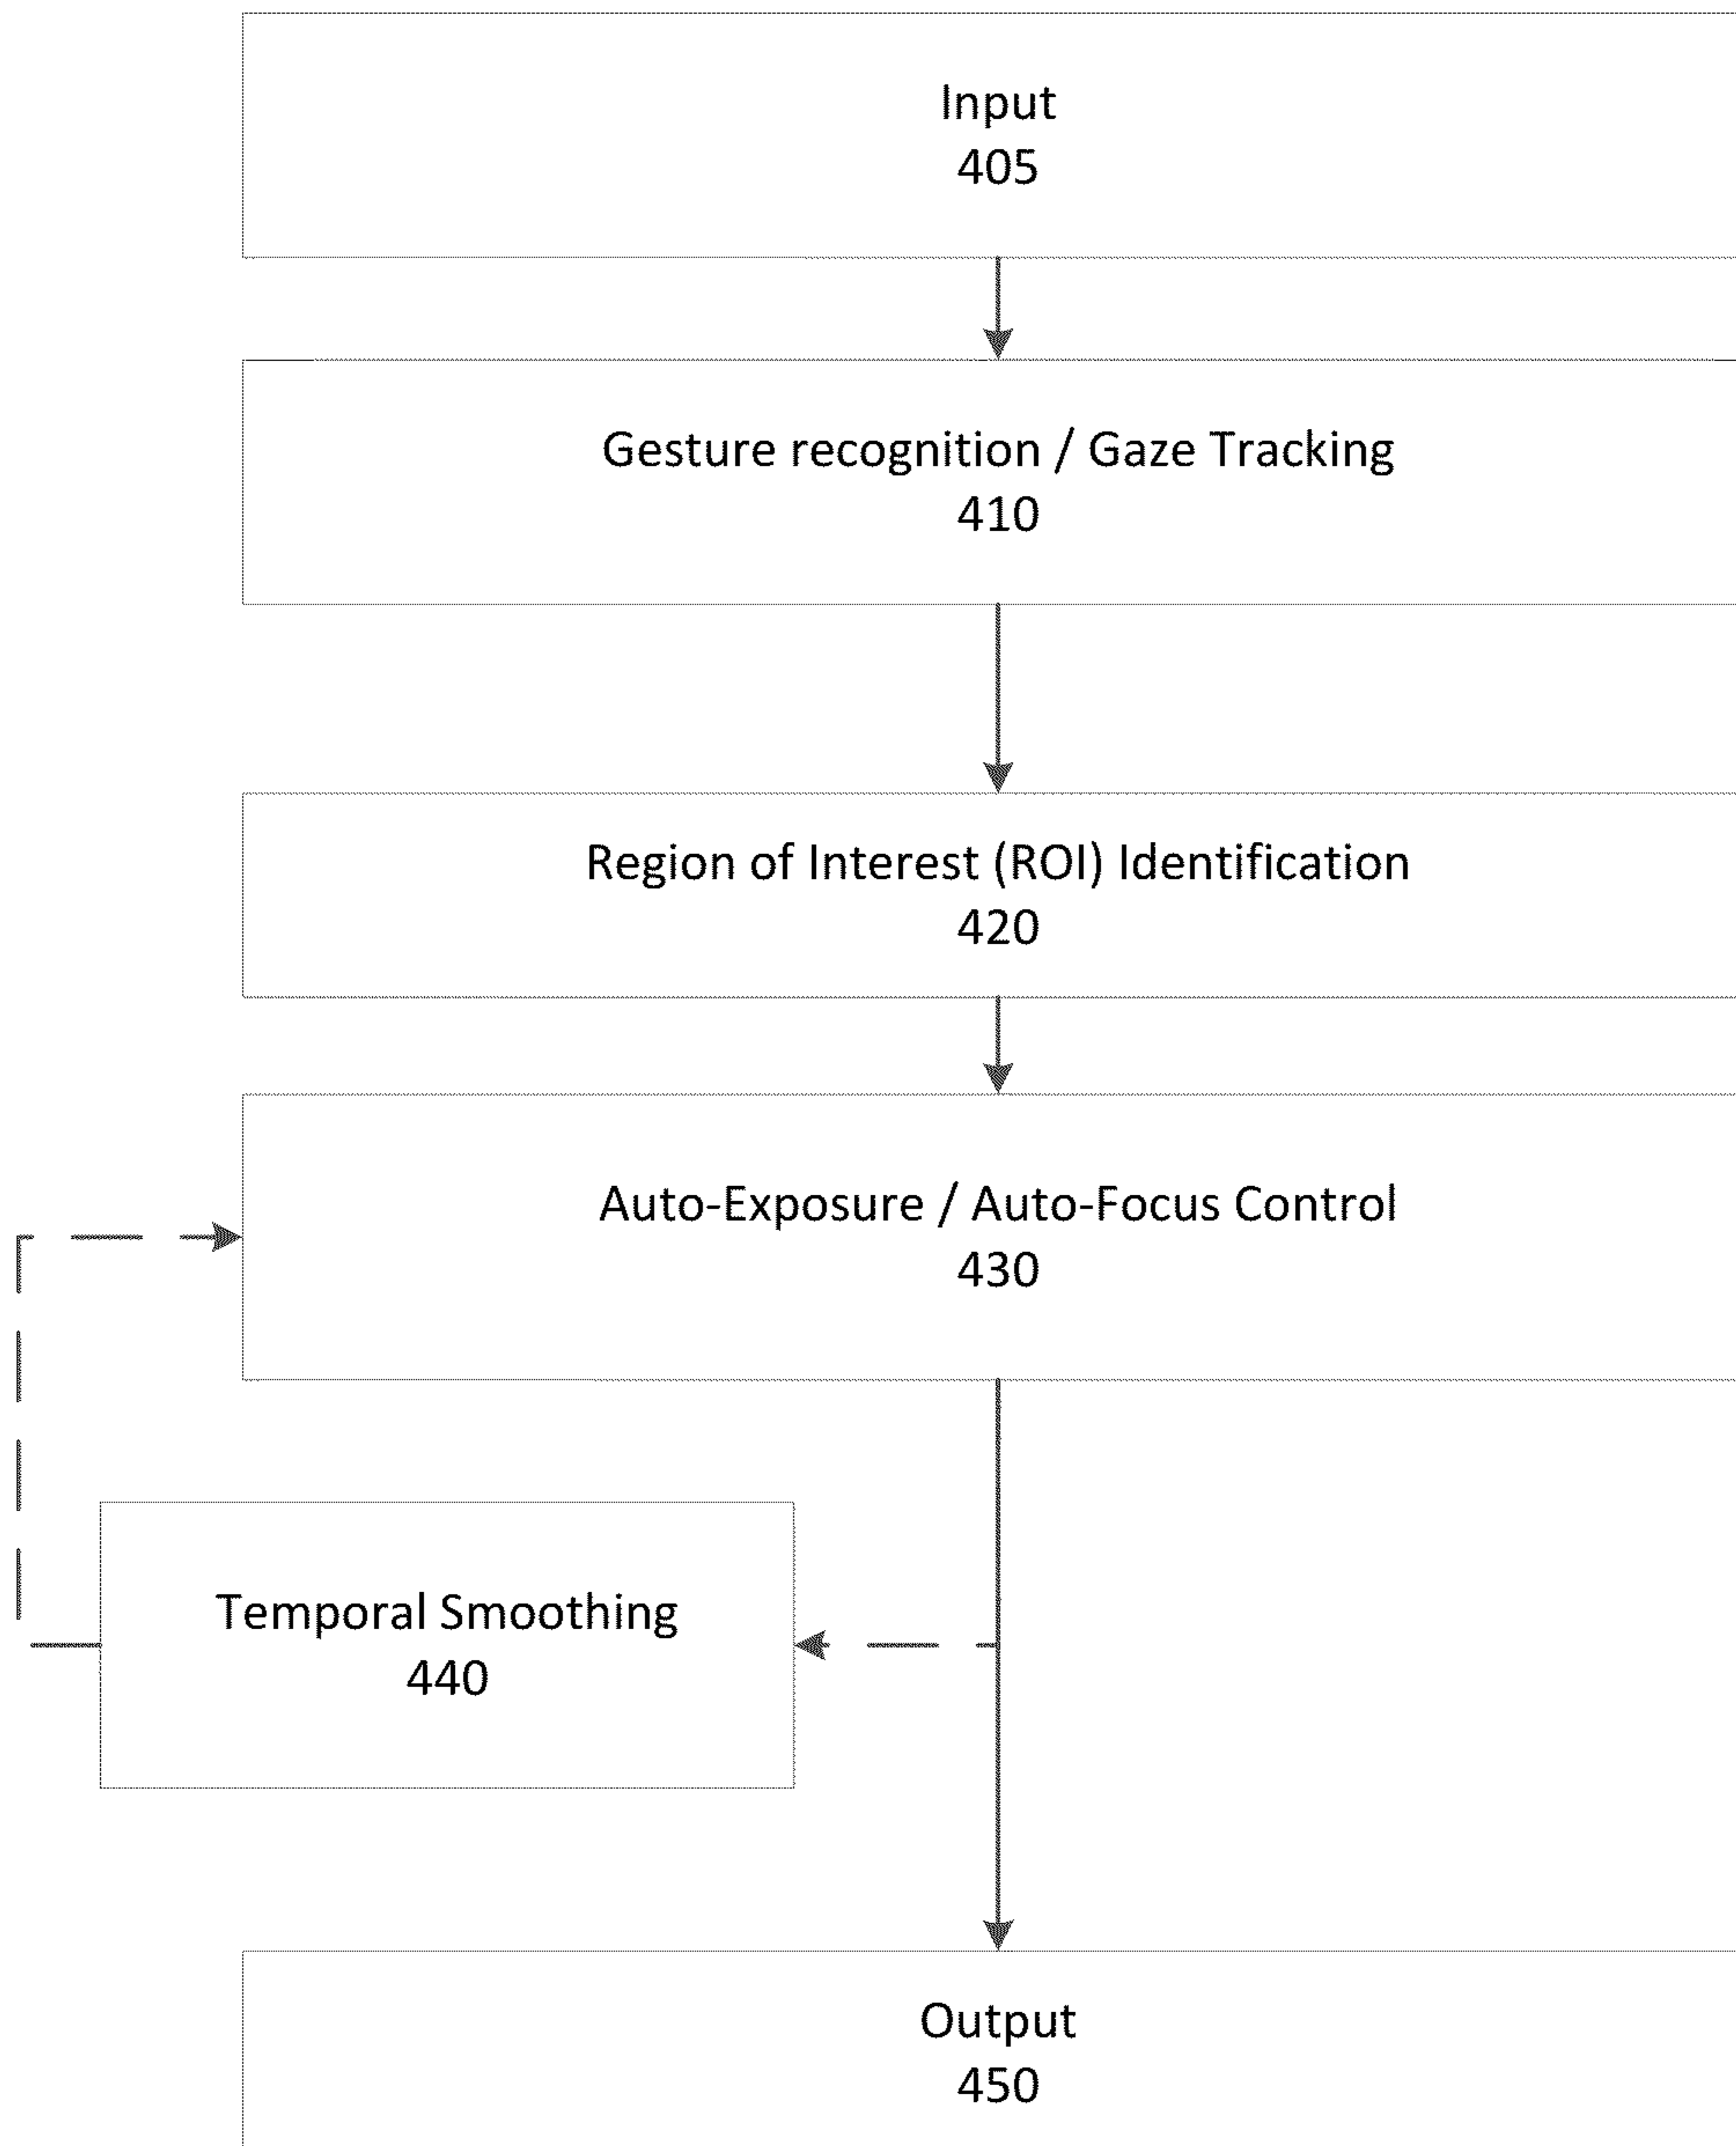 Input
405
Gesture recognition / Gaze Tracking
410
Region of Interest (ROI) Identification
420
Auto-Exposure / Auto-Focus Control
430
Temporal Smoothing
440
Output
450